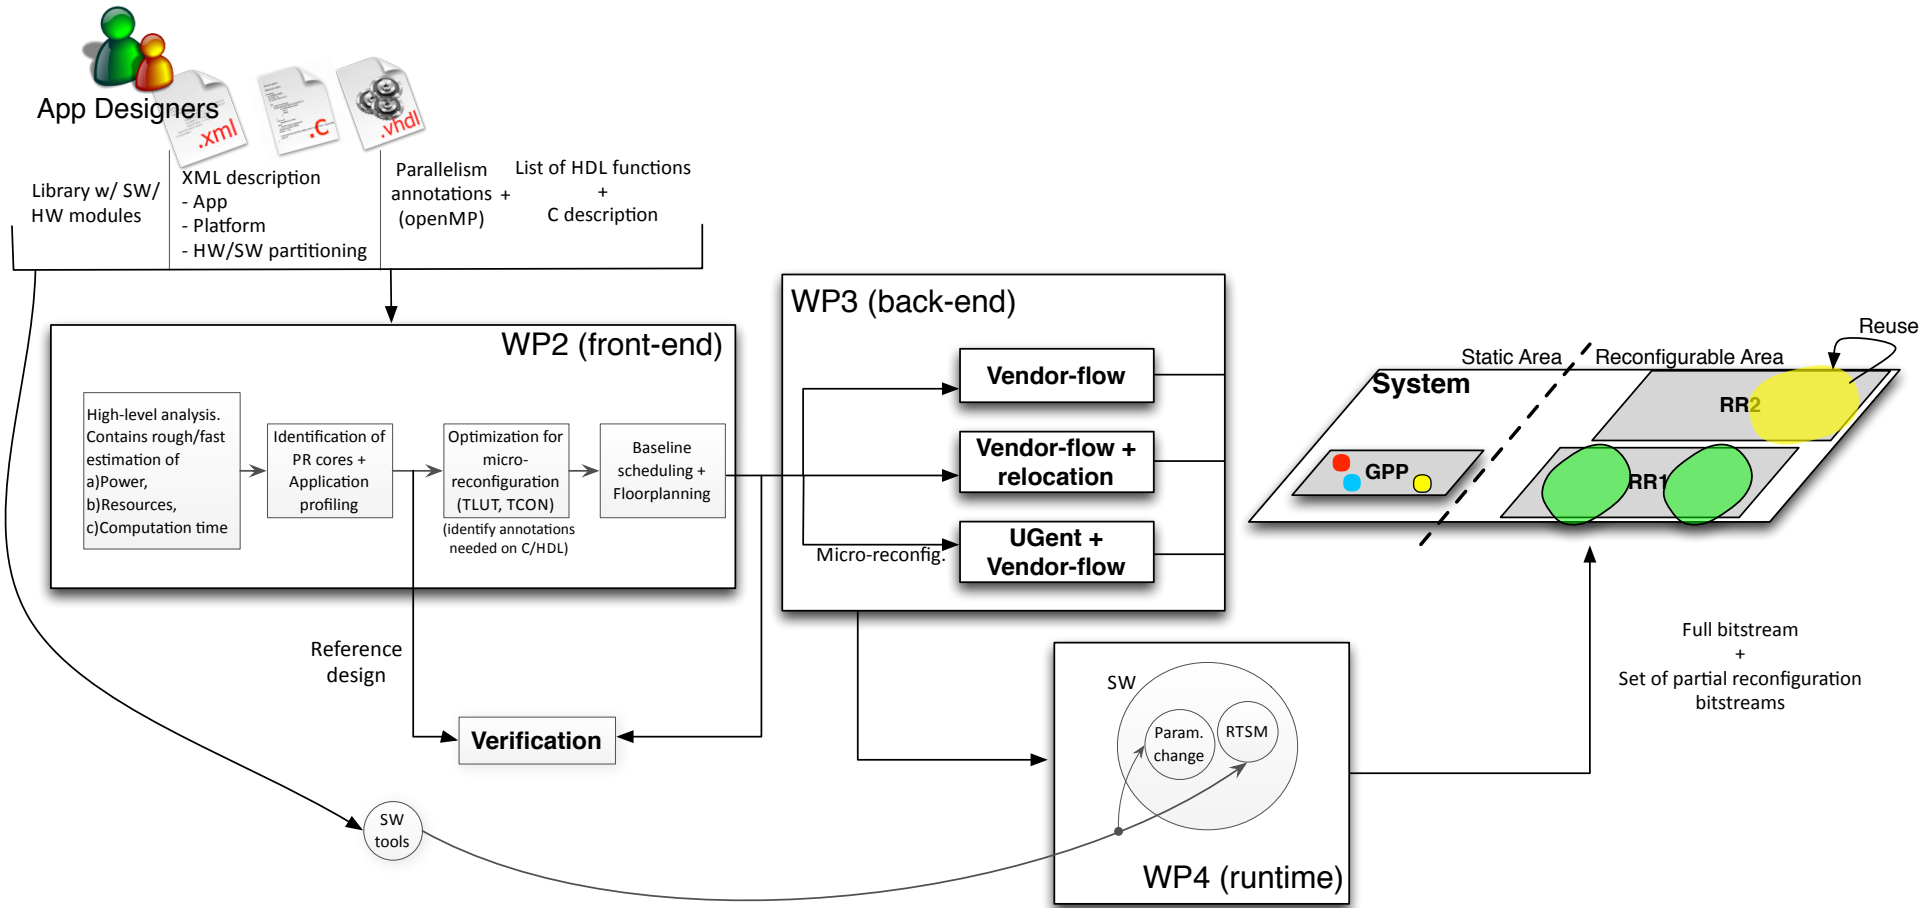 App Designers
.xml
.c
.vhdl
Library w/ SW/
HW modules
XML description
- App
- Platform
- HW/SW partitioning
Parallelism
annotations +
(openMP)
List of HDL functions
+
C description
WP2 (front-end)
High-level analysis.
Contains rough/fast
estimation of
a)Power,
b)Resources,
c)Computation time
Identification of
PR cores +
Application
profiling
Optimization for
micro-
reconfiguration
(TLUT, TCON)
(identify annotations
needed on C/HDL)
Baseline
scheduling +
Floorplanning
Reference
design
Verification
SW
tools
WP3 (back-end)
Vendor-flow
Vendor-flow +
relocation
Micro-reconfig.
UGent +
Vendor-flow
SW
Param.
change
RTSM
WP4 (runtime)
Static Area
Reconfigurable Area
Reuse
System
RR2
GPP
RR1
Full bitstream
+
Set of partial reconfiguration
bitstreams